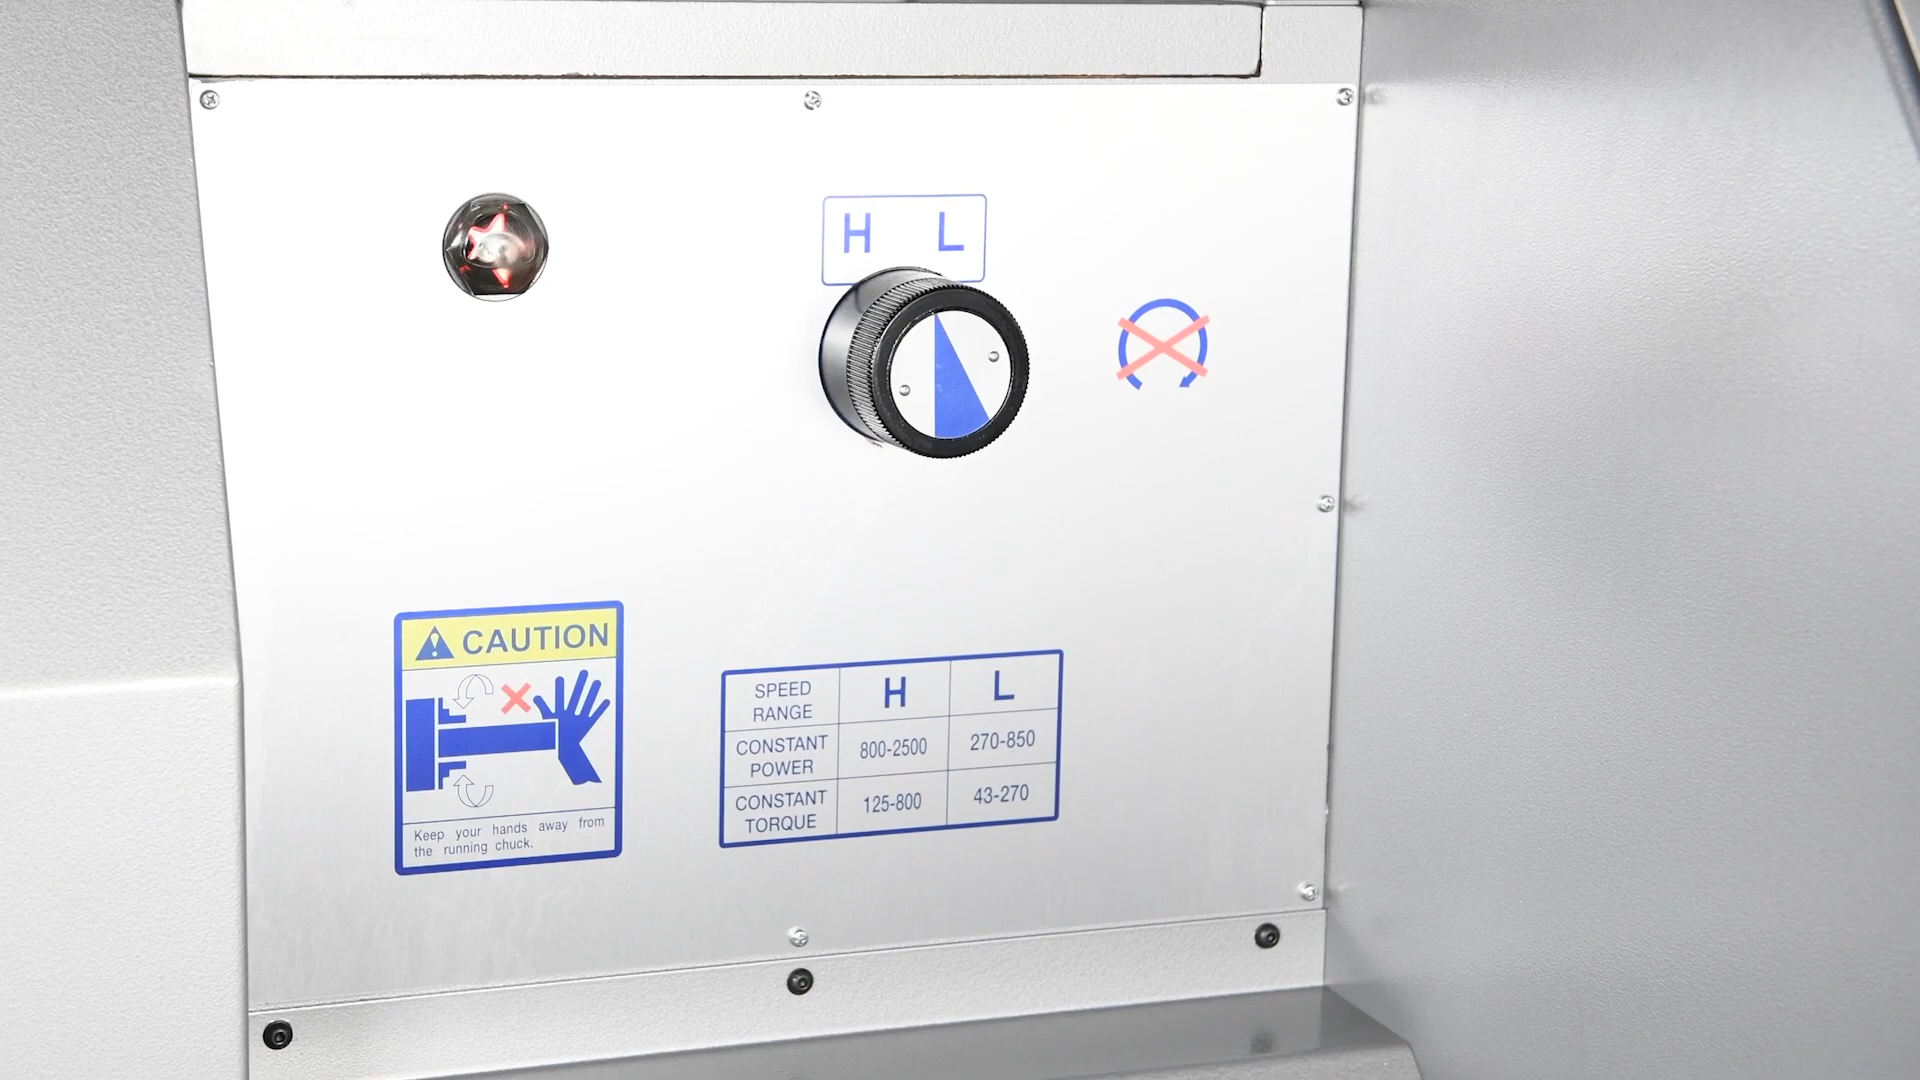 H L
CAUTION
Keep your hands away from
the running chuck.
SPEED RANGE H L
CONSTANT POWER 800-2500 270-850
CONSTANT TORQUE 125-800 43-270